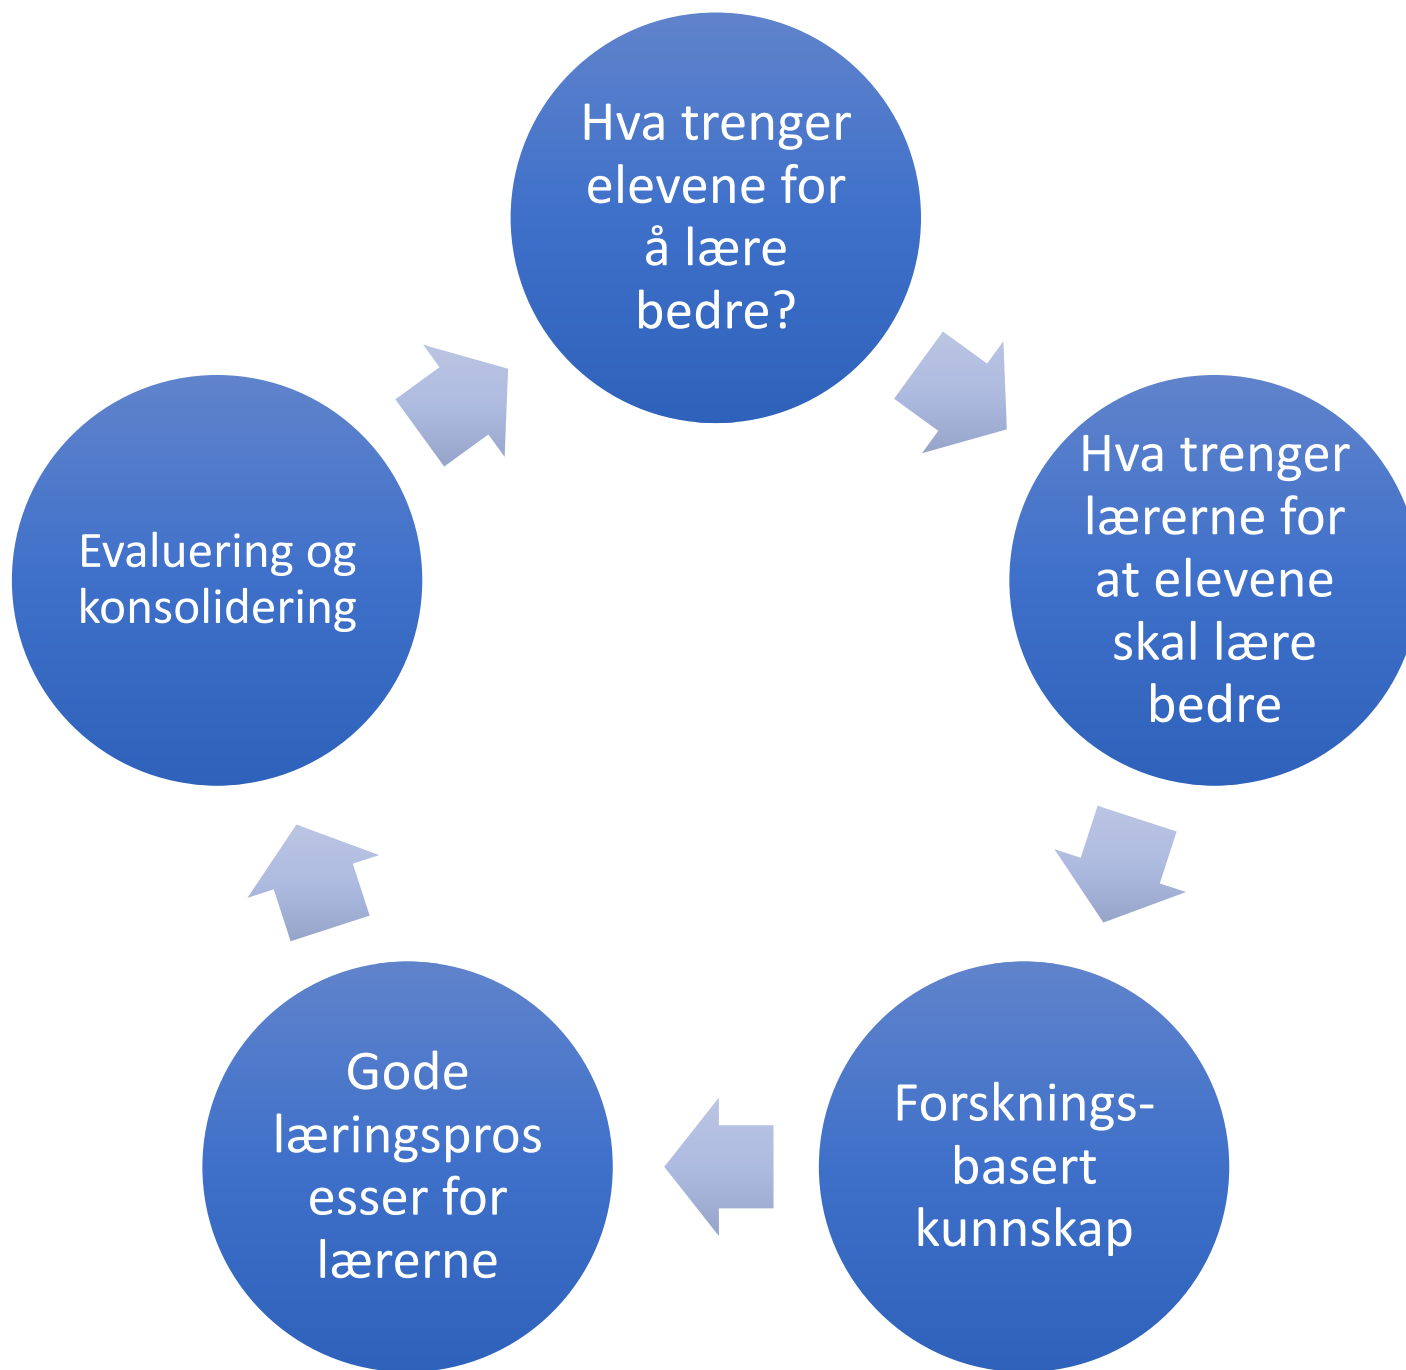 Hva trenger
elevene for
å lære
bedre?
Hva trenger
lærerne for
at elevene
skal lære
bedre
Forsknings-
basert
kunnskap
Gode
læringspros
esser for
lærerne
Evaluering og
konsolidering